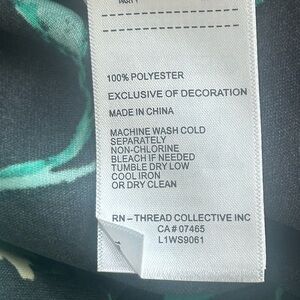 100% POLYESTER
EXCLUSIVE OF DECORATION
MADE IN CHINA
MACHINE WASH COLD
SEPARATELY
NON-CHLORINE
BLEACH IF NEEDED
TUMBLE DRY LOW
COOL IRON
OR DRY CLEAN
RN – THREAD COLLECTIVE INC
CA# 07465
L1WS9061